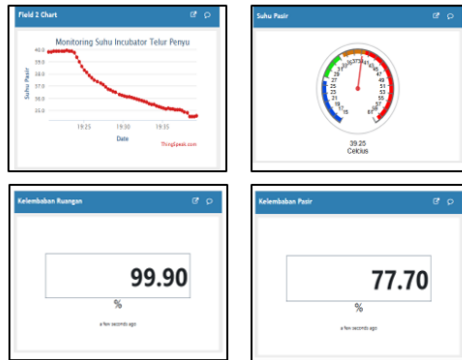 Field 2 Chart
Monitoring Suhu Incubator Telur Penyu
40.0
39.0
38.0
37.0
36.0
35.0
Suhu Pasir
19:25 19:30 19:35
Date
ThingSpeak.com
Suhu Pasir
39.25
Celcius
Kelembaban Ruangan
99.90
%
a few seconds ago
Kelembaban Pasir
77.70
%
a few seconds ago